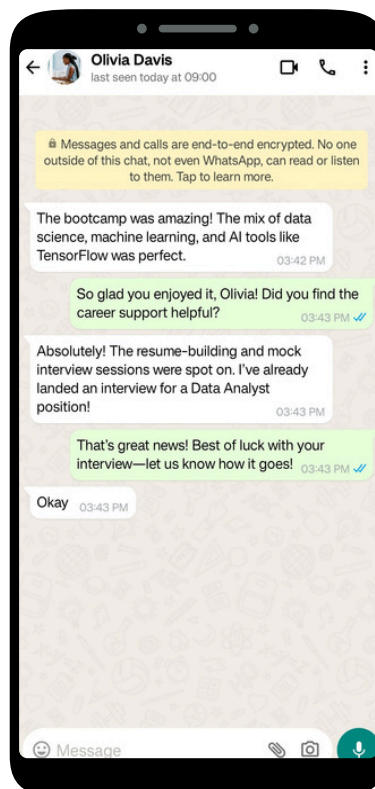 Olivia Davis
last seen today at 09:00
Messages and calls are end-to-end encrypted. No one
outside of this chat, not even WhatsApp, can read or listen
to them. Tap to learn more.
The bootcamp was amazing! The mix of data
science, machine learning, and AI tools like
TensorFlow was perfect.
03:42 PM
So glad you enjoyed it, Olivia! Did you find the
career support helpful?
03:43 PM
Absolutely! The resume-building and mock
interview sessions were spot on. I've already
landed an interview for a Data Analyst
position!
03:43 PM
That's great news! Best of luck with your
interview—let us know how it goes! 03:43 PM
Okay 03:43 PM
Message